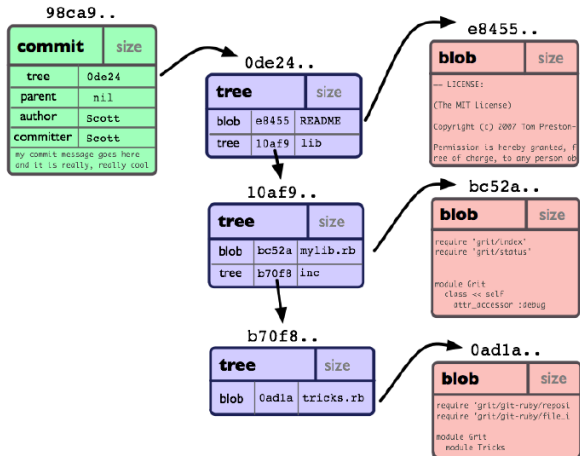 98ca9..
commit size
tree 0de24
parent nil
author Scott
committer Scott
my commit message goes here
and it is really, really cool
0de24..
tree size
blob e8455 README
tree 10af9 lib
10af9..
tree size
blob bc52a mylib.rb
tree b70f8 inc
b70f8..
tree size
blob 0ad1a tricks.rb
e8455..
blob size
-- LICENSE:
(The MIT License)
Copyright (c) 2007 Tom Preston-
Permission is hereby granted, f
ree of charge, to any person ob
bc52a..
blob size
require 'grit/index'
require 'grit/status'
module Grit
class << self
attr_accessor :debug
0ad1a..
blob size
require 'grit/git-ruby/reposi
require 'grit/git-ruby/file_i
module Grit
module Tricks